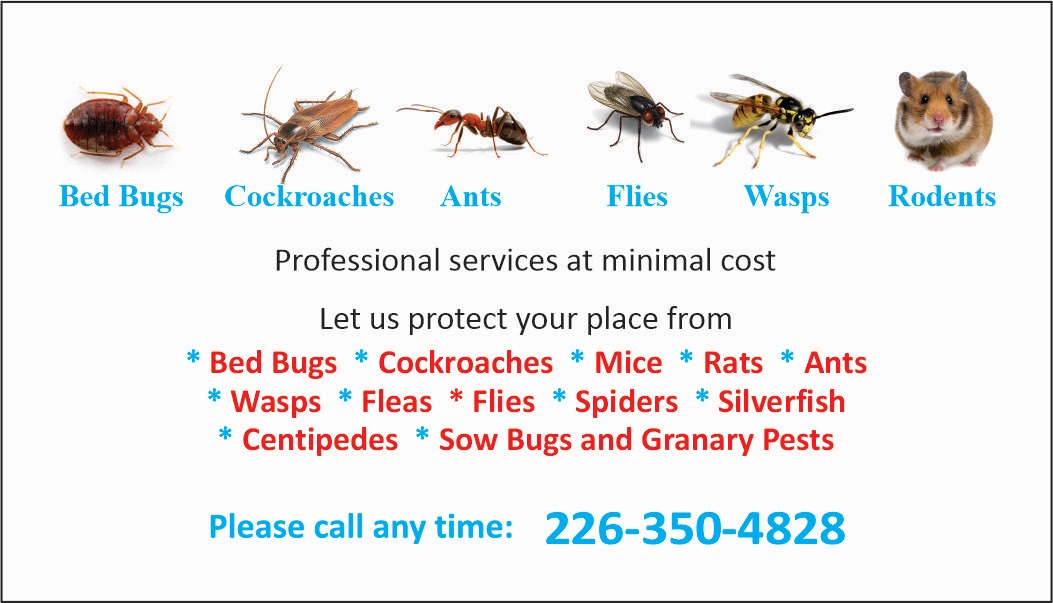 Bed Bugs Cockroaches Ants Flies Wasps Rodents
Professional services at minimal cost
Let us protect your place from
* Bed Bugs * Cockroaches * Mice * Rats * Ants
* Wasps * Fleas * Flies * Spiders * Silverfish
* Centipedes * Sow Bugs and Granary Pests
Please call any time: 226-350-4828